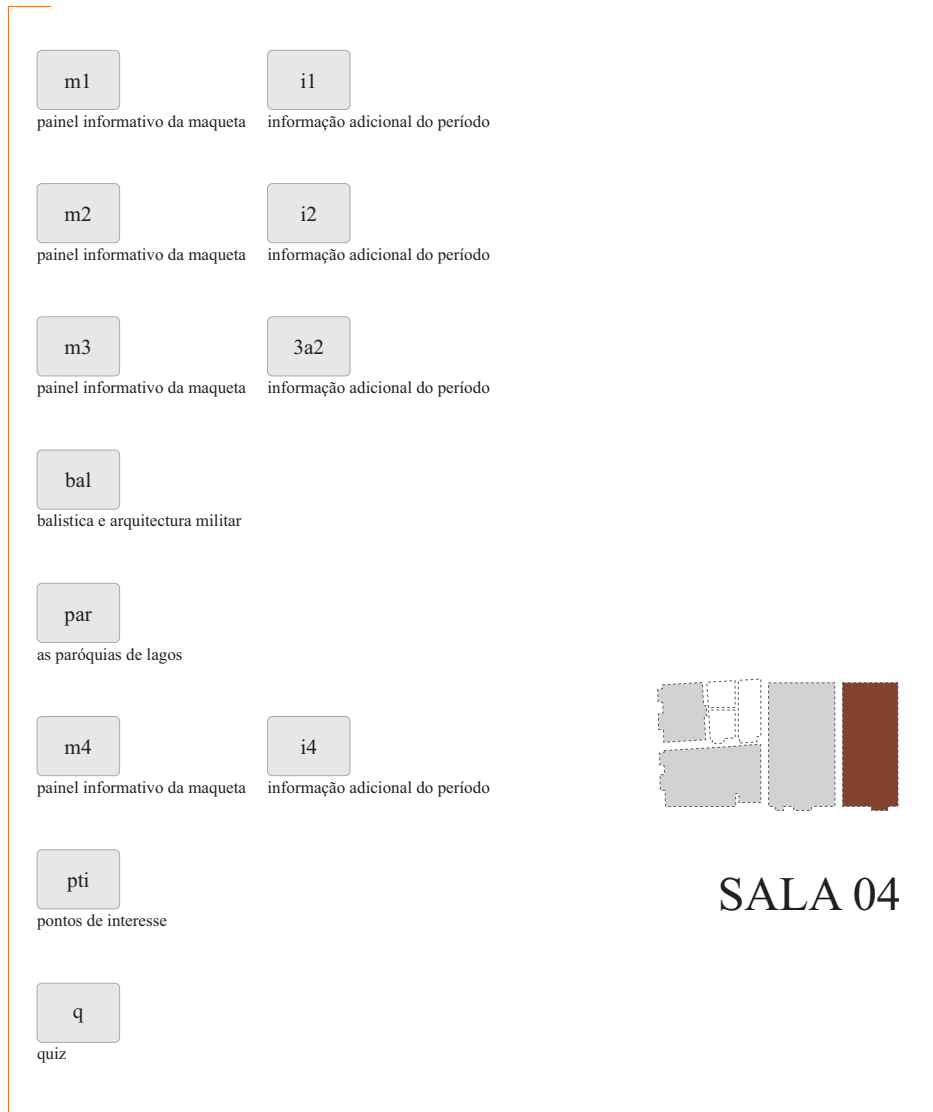 m1 i1
painel informativo da maqueta informação adicional do período
m2 i2
painel informativo da maqueta informação adicional do período
m3 3a2
painel informativo da maqueta informação adicional do período
bal
balistica e arquitectura militar
par
as paróquias de lagos
m4 i4
painel informativo da maqueta informação adicional do período
pti
pontos de interesse
SALA 04
q
quiz